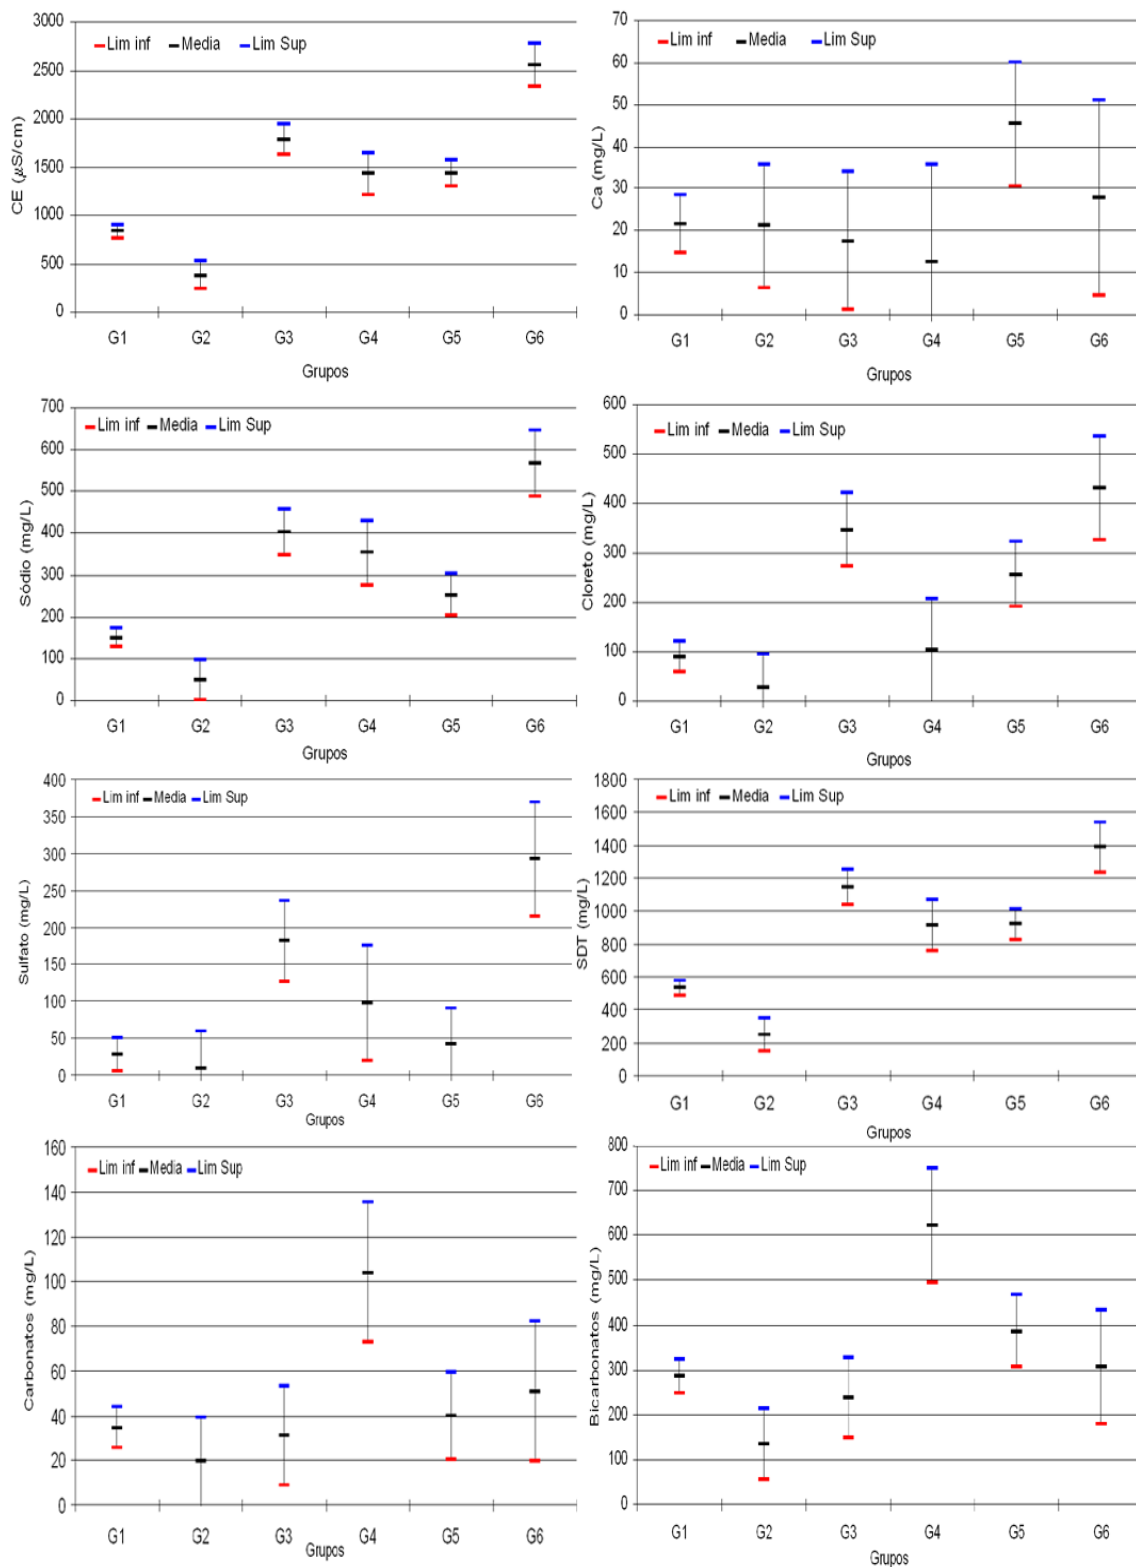 Lim inf Media Lim Sup
CE (µS/cm)
3000
2500
2000
1500
1000
500
0
G1 G2 G3 G4 G5 G6
Grupos
Lim inf Media Lim Sup
Ca (mg/L)
70
60
50
40
30
20
10
0
G1 G2 G3 G4 G5 G6
Grupos
Lim inf Media Lim Sup
Sódio (mg/L)
700
600
500
400
300
200
100
0
G1 G2 G3 G4 G5 G6
Grupos
Lim inf Media Lim Sup
Cloreto (mg/L)
600
500
400
300
200
100
0
G1 G2 G3 G4 G5 G6
Grupos
Lim inf Media Lim Sup
Sulfato (mg/L)
400
350
300
250
200
150
100
50
0
G1 G2 G3 G4 G5 G6
Grupos
Lim inf Media Lim Sup
SDT (mg/L)
1800
1600
1400
1200
1000
800
600
400
200
0
G1 G2 G3 G4 G5 G6
Grupos
Lim inf Media Lim Sup
Carbonatos (mg/L)
160
140
120
100
80
60
40
20
0
G1 G2 G3 G4 G5 G6
Grupos
Lim inf Media Lim Sup
Bicarbonatos (mg/L)
800
700
600
500
400
300
200
100
0
G1 G2 G3 G4 G5 G6
Grupos